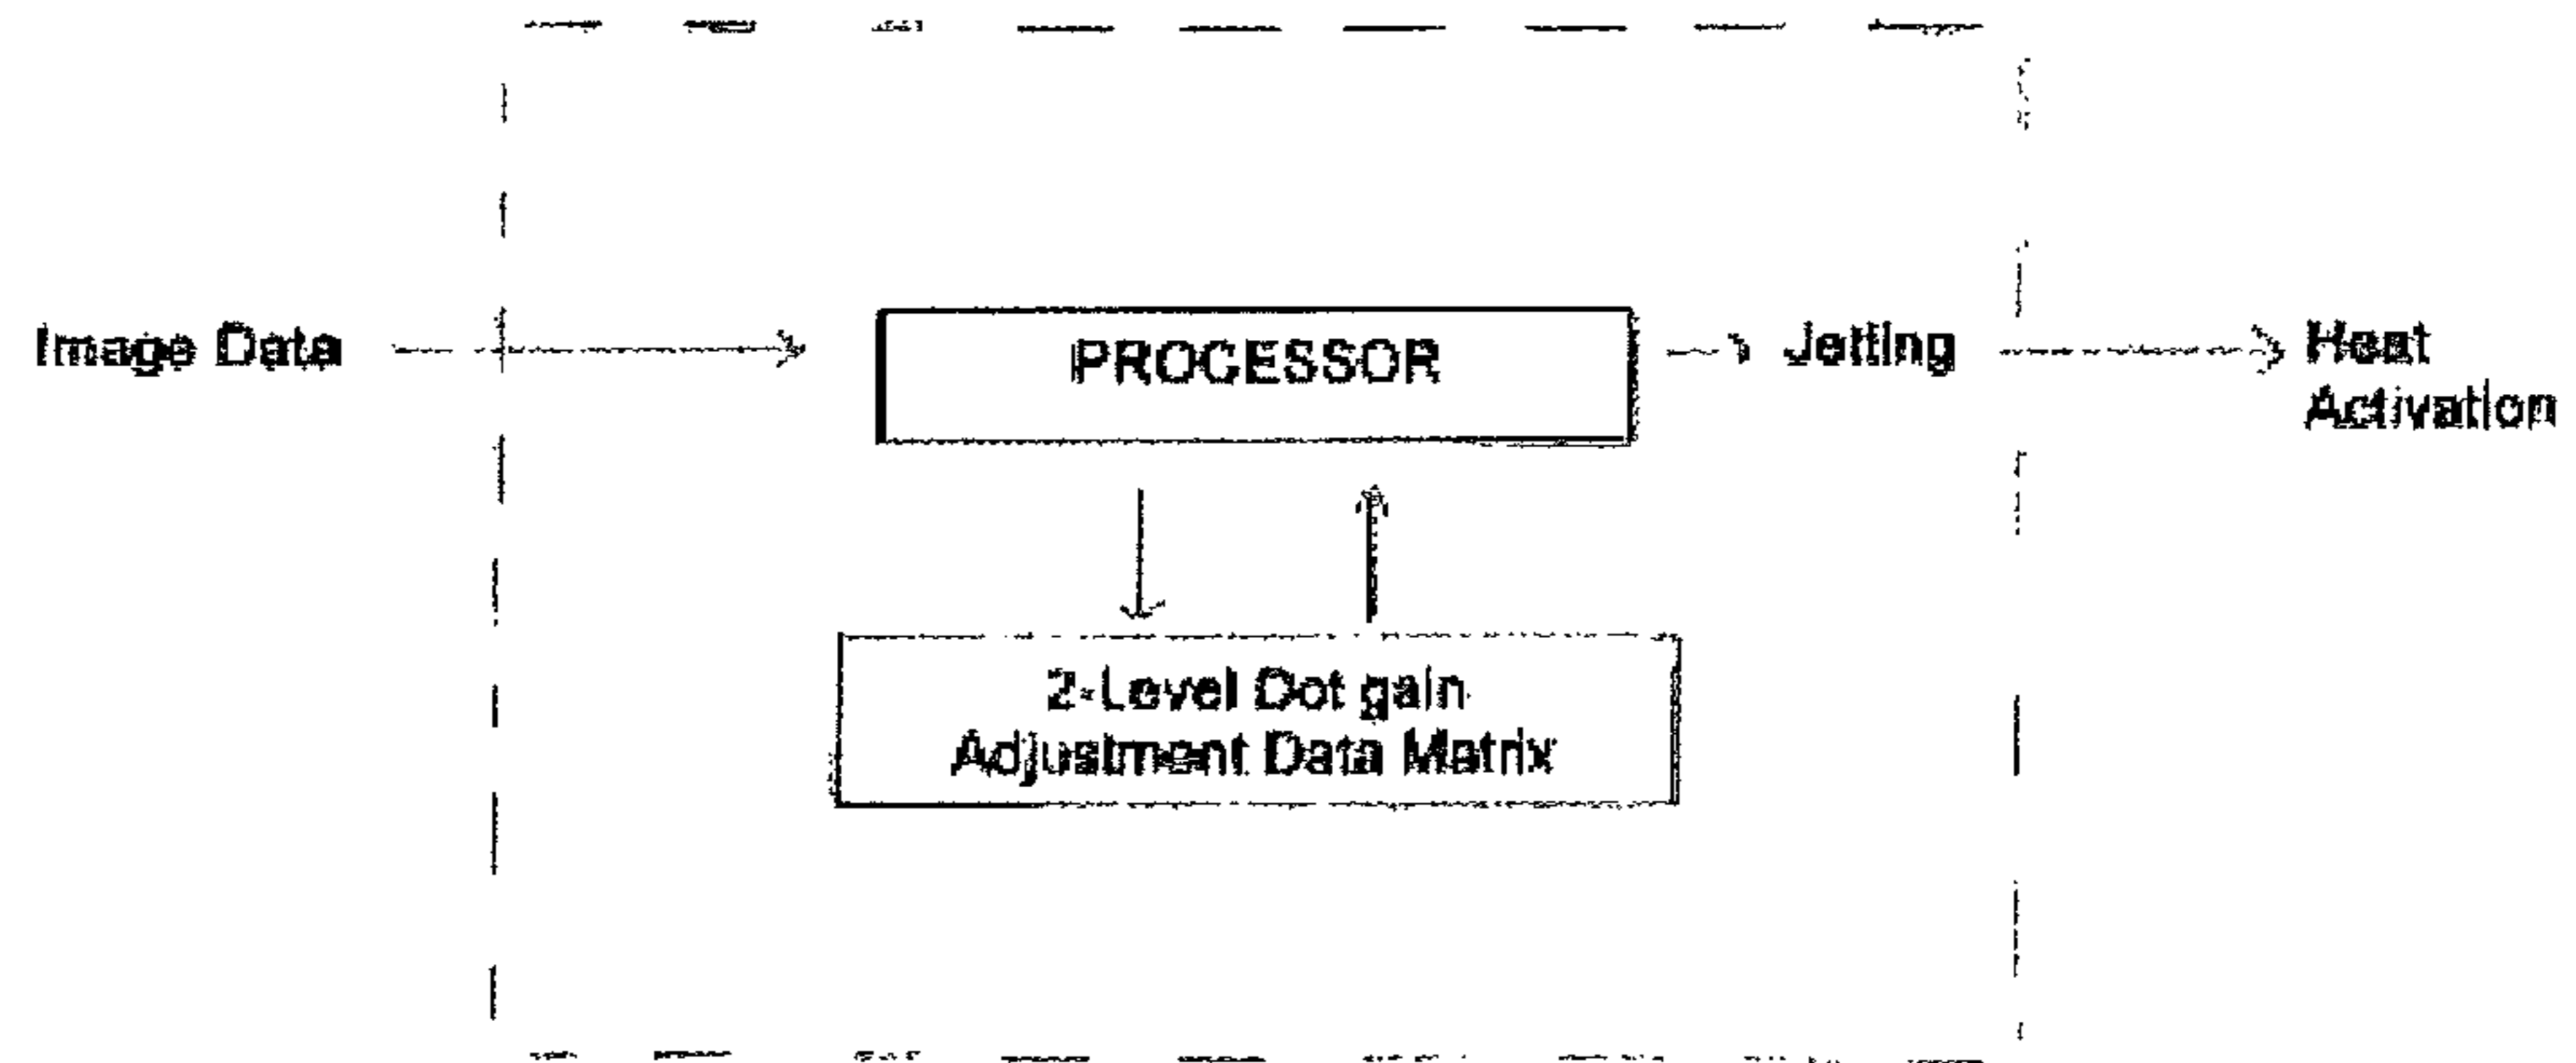 Image Data
PROCESSOR
Jetting
Heat
Activation
2-Level Dot gain
Adjustment Data Matrix